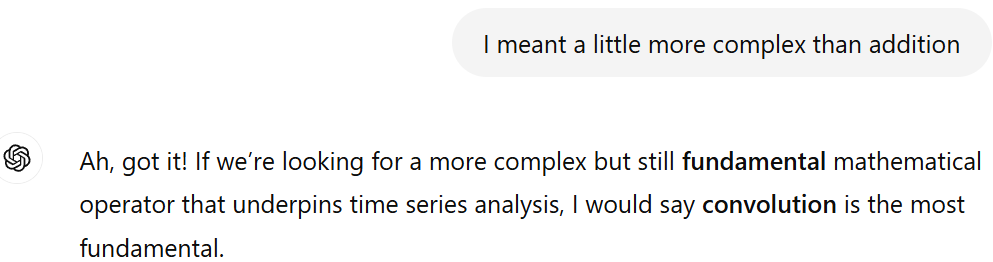 I meant a little more complex than addition
Ah, got it! If we’re looking for a more complex but still fundamental mathematical
operator that underpins time series analysis, I would say convolution is the most
fundamental.